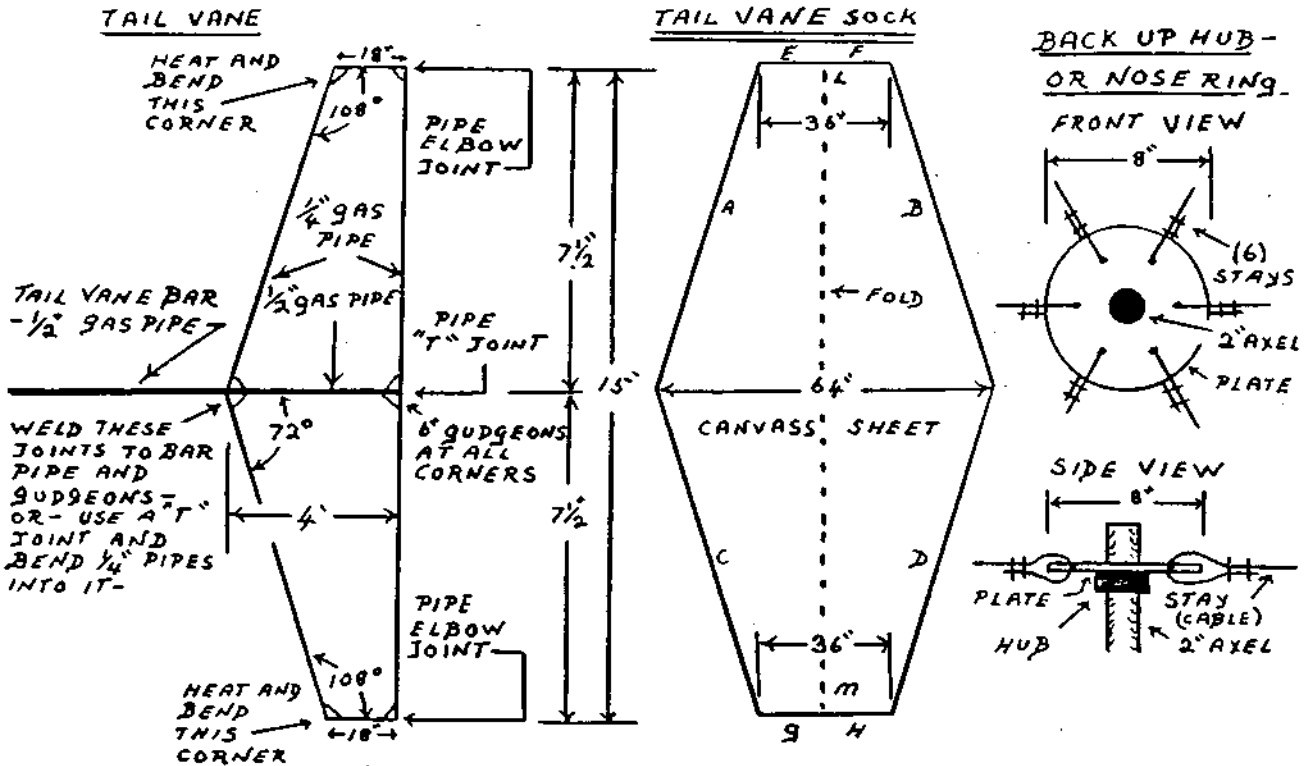 TAIL VANE
HEAT AND
BEND
THIS
CORNER
18"
108°
PIPE
ELBOW
JOINT
1/4" GAS
PIPE
1/2" GAS PIPE
TAIL VANE BAR
-1/2" GAS PIPE
PIPE
"T" JOINT
72°
WELD THESE
JOINTS TO BAR
PIPE AND
GUDGEONS-
OR- USE A "T"
JOINT AND
BEND 1/4" PIPES
INTO IT-
6" GUDGEONS
AT ALL
CORNERS
4'
108°
PIPE
ELBOW
JOINT
HEAT AND
BEND
THIS
CORNER
18"
7 1/2'
15'
7 1/2'
TAIL VANE SOCK
E F
L
36"
A B
FOLD
64"
CANVASS SHEET
C D
36"
M
G H
BACK UP HUB-
OR NOSE RING
FRONT VIEW
8"
(6)
STAYS
2" AXEL
PLATE
SIDE VIEW
8"
PLATE
HUB
STAY
(CABLE)
2" AXEL